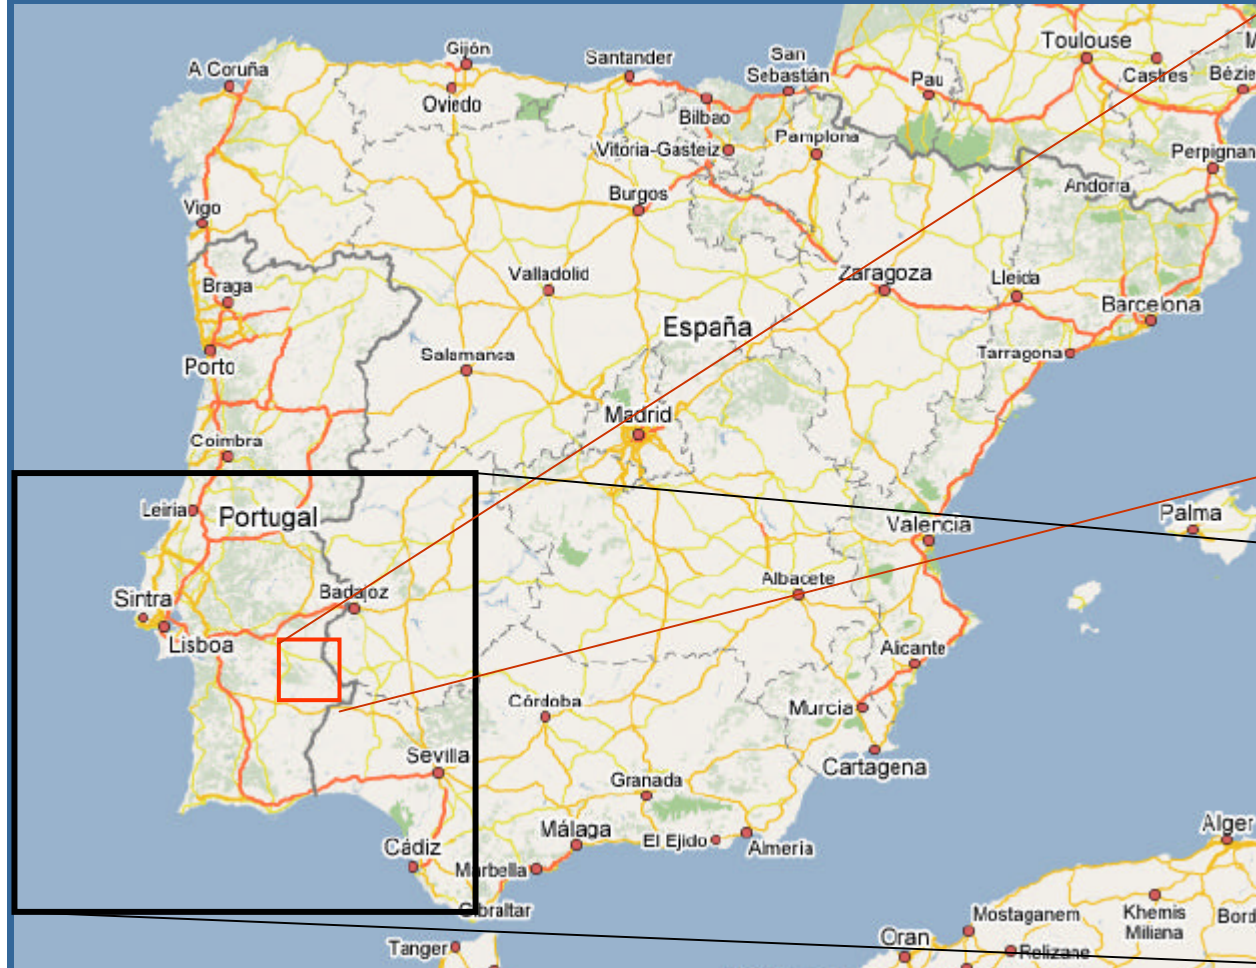 Gijón
Toulouse
M
A Coruña
Santander
San
Sebastián
Pau
Castres
Bézie
Oviedo
Bilbao
Pamplona
Vitoria-Gasteiz
Perpignan
Burgos
Andorra
Vigo
Valladolid
Zaragoza
Lleida
Braga
Barcelona
España
Salamanca
Tarragona
Porto
Madrid
Coimbra
Leiria
Portugal
Valencia
Palma
Badajoz
Albacete
Sintra
Lisboa
Alicante
Córdoba
Murcia
Sevilla
Cartagena
Granada
Málaga
El Ejido
Almería
Alger
Cádiz
Marbella
Gibraltar
Mostaganem
Khemis
Miliana
Bord
Tanger
Oran
Relizane